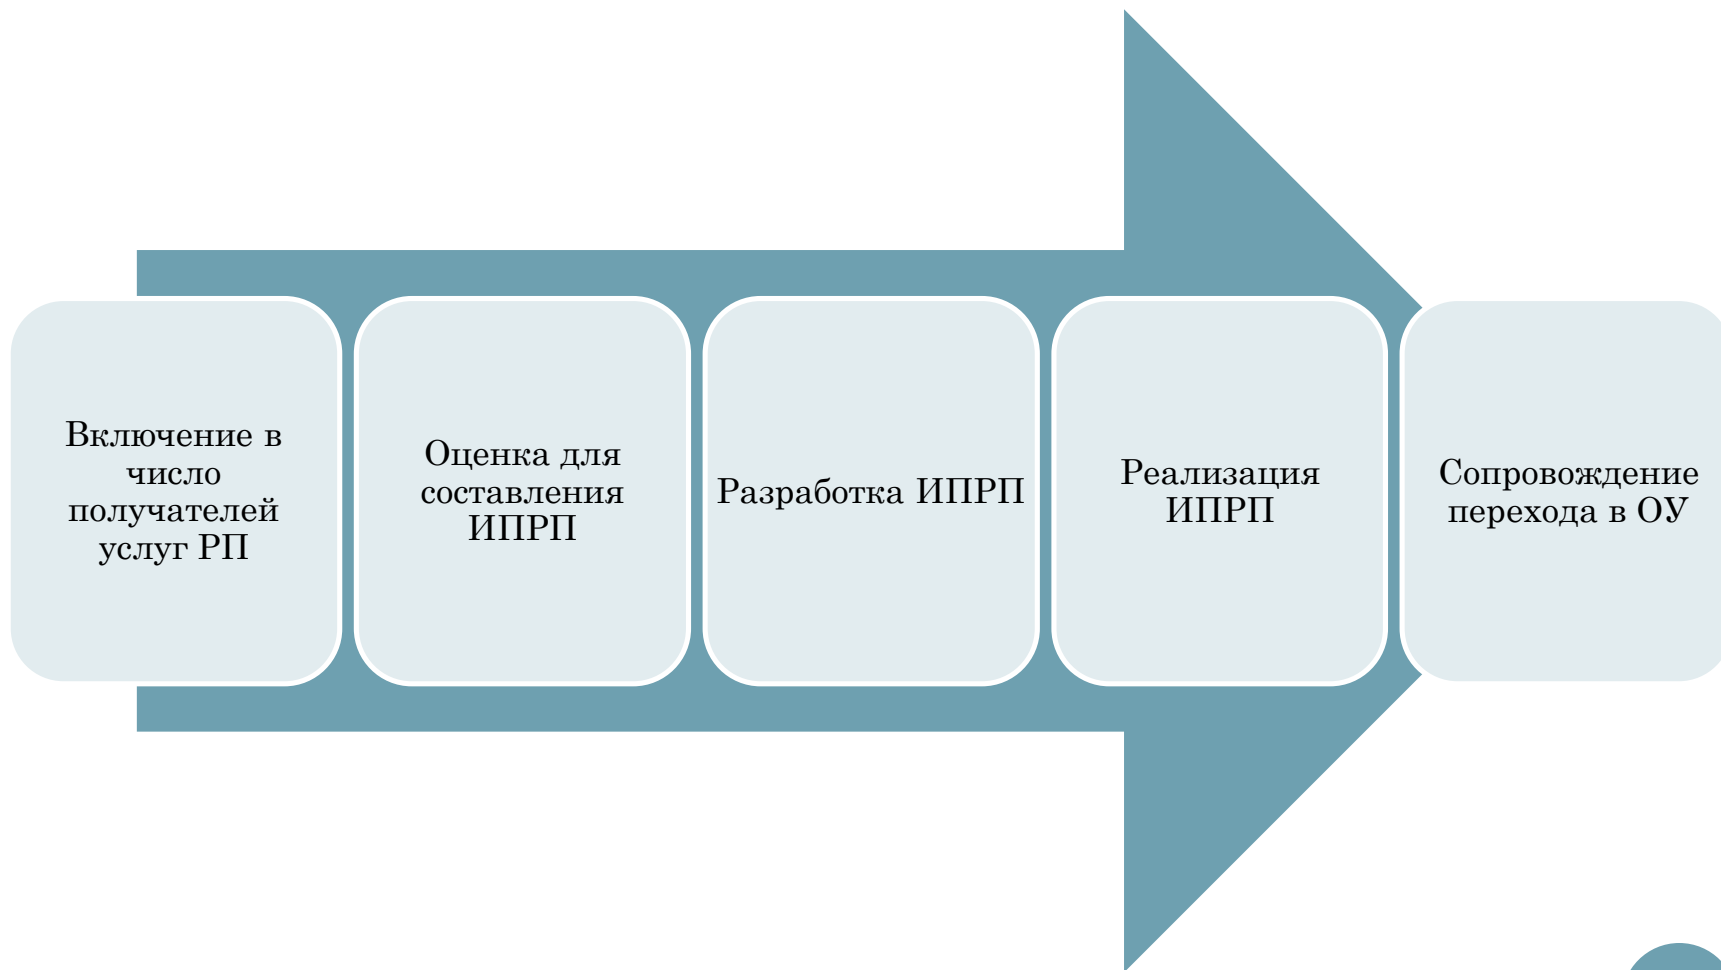 Включение в
число
получателей
услуг РП
Оценка для
составления
ИПРП
Разработка ИПРП
Реализация
ИПРП
Сопровождение
перехода в ОУ